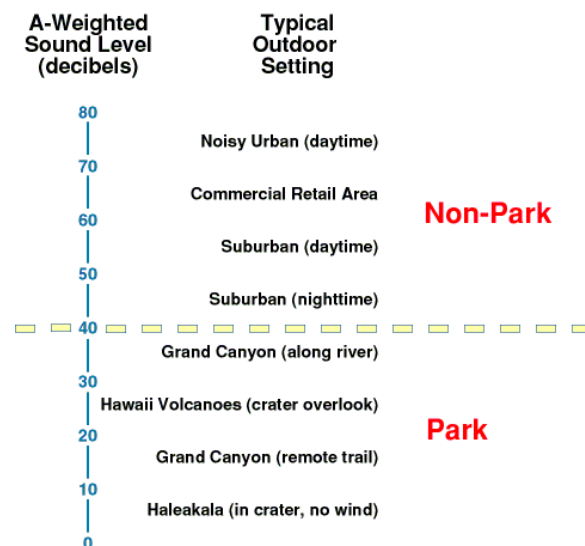 A-Weighted
Sound Level
(decibels)
Typical
Outdoor
Setting
80
Noisy Urban (daytime)
70
Commercial Retail Area
60
Non-Park
Suburban (daytime)
50
Suburban (nighttime)
40
Grand Canyon (along river)
30
Hawaii Volcanoes (crater overlook)
Park
20
Grand Canyon (remote trail)
10
Haleakala (in crater, no wind)
0